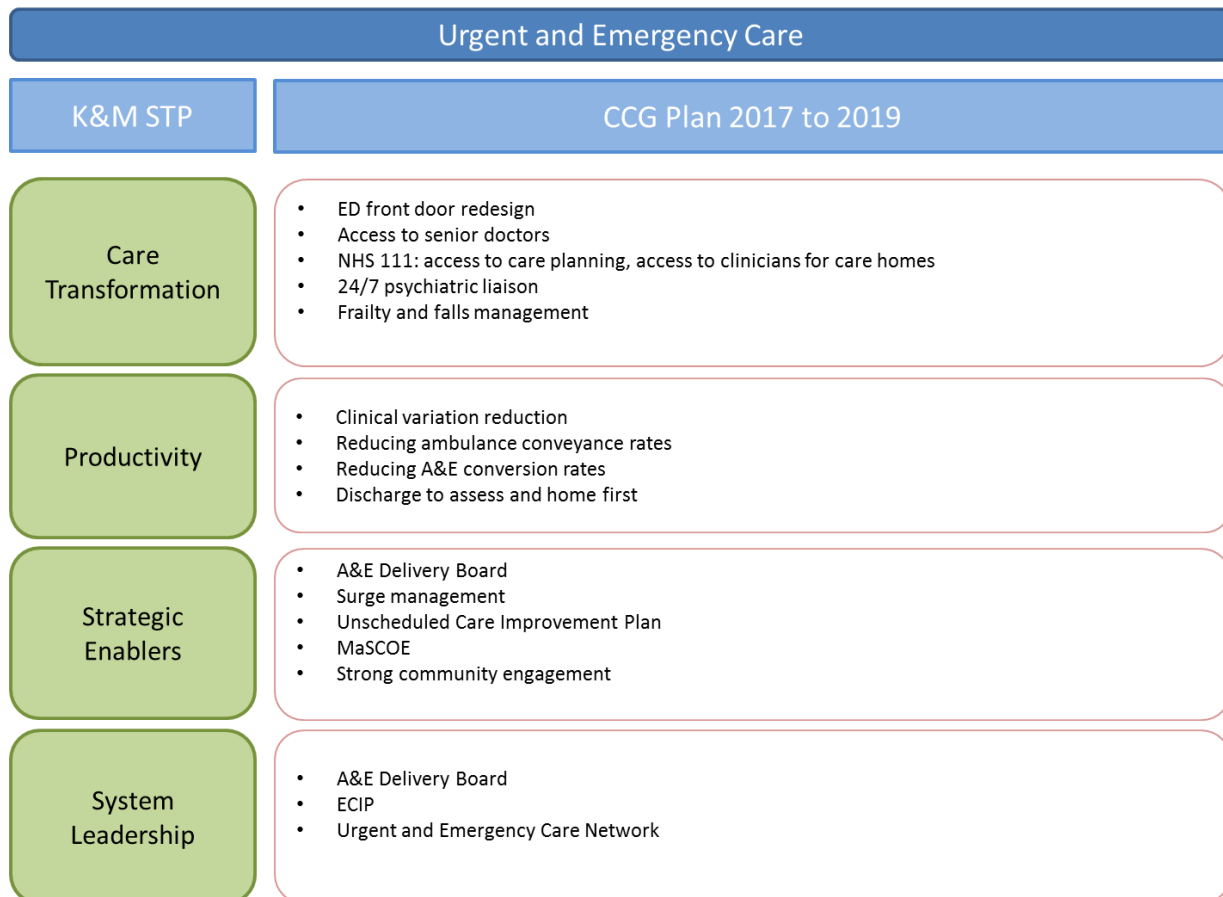 Urgent and Emergency Care
K&M STP
CCG Plan 2017 to 2019
Care
Transformation
• ED front door redesign
• Access to senior doctors
• NHS 111: access to care planning, access to clinicians for care homes
• 24/7 psychiatric liaison
• Frailty and falls management
Productivity
• Clinical variation reduction
• Reducing ambulance conveyance rates
• Reducing A&E conversion rates
• Discharge to assess and home first
Strategic
Enablers
• A&E Delivery Board
• Surge management
• Unscheduled Care Improvement Plan
• MaSCOE
• Strong community engagement
System
Leadership
• A&E Delivery Board
• ECIP
• Urgent and Emergency Care Network